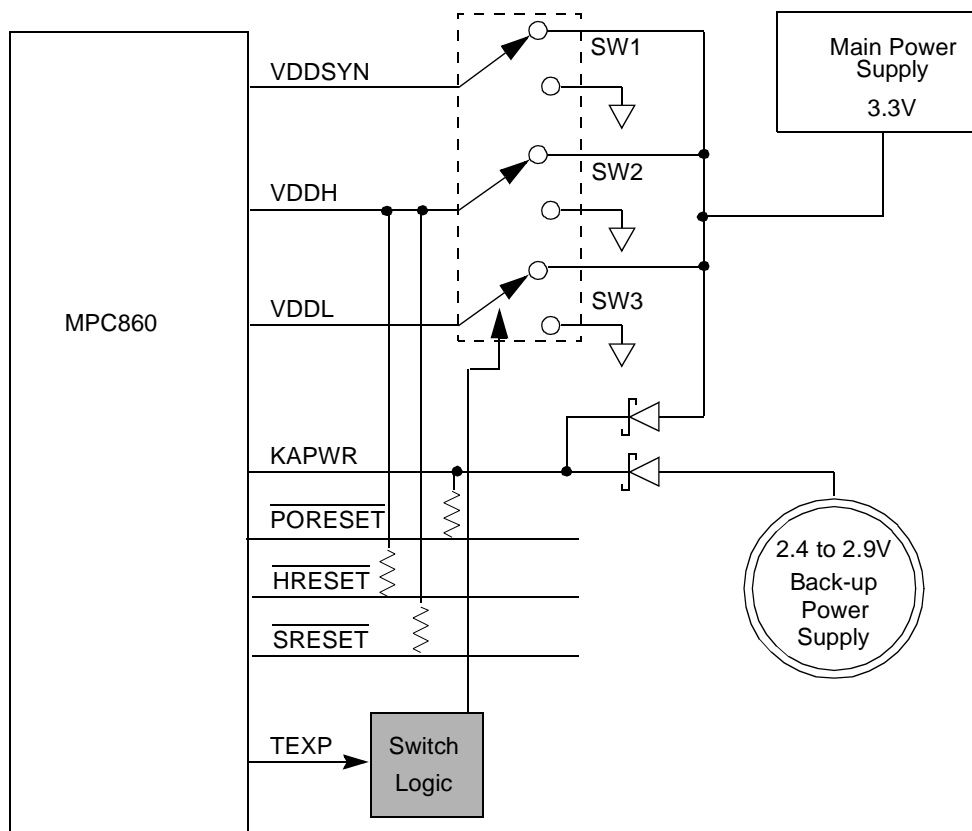 SW1
Main Power
Supply
3.3V
VDDSYN
SW2
VDDH
SW3
VDDL
MPC860
KAPWR
PORESET
HRESET
SRESET
2.4 to 2.9V
Back-up
Power
Supply
TEXP
Switch
Logic